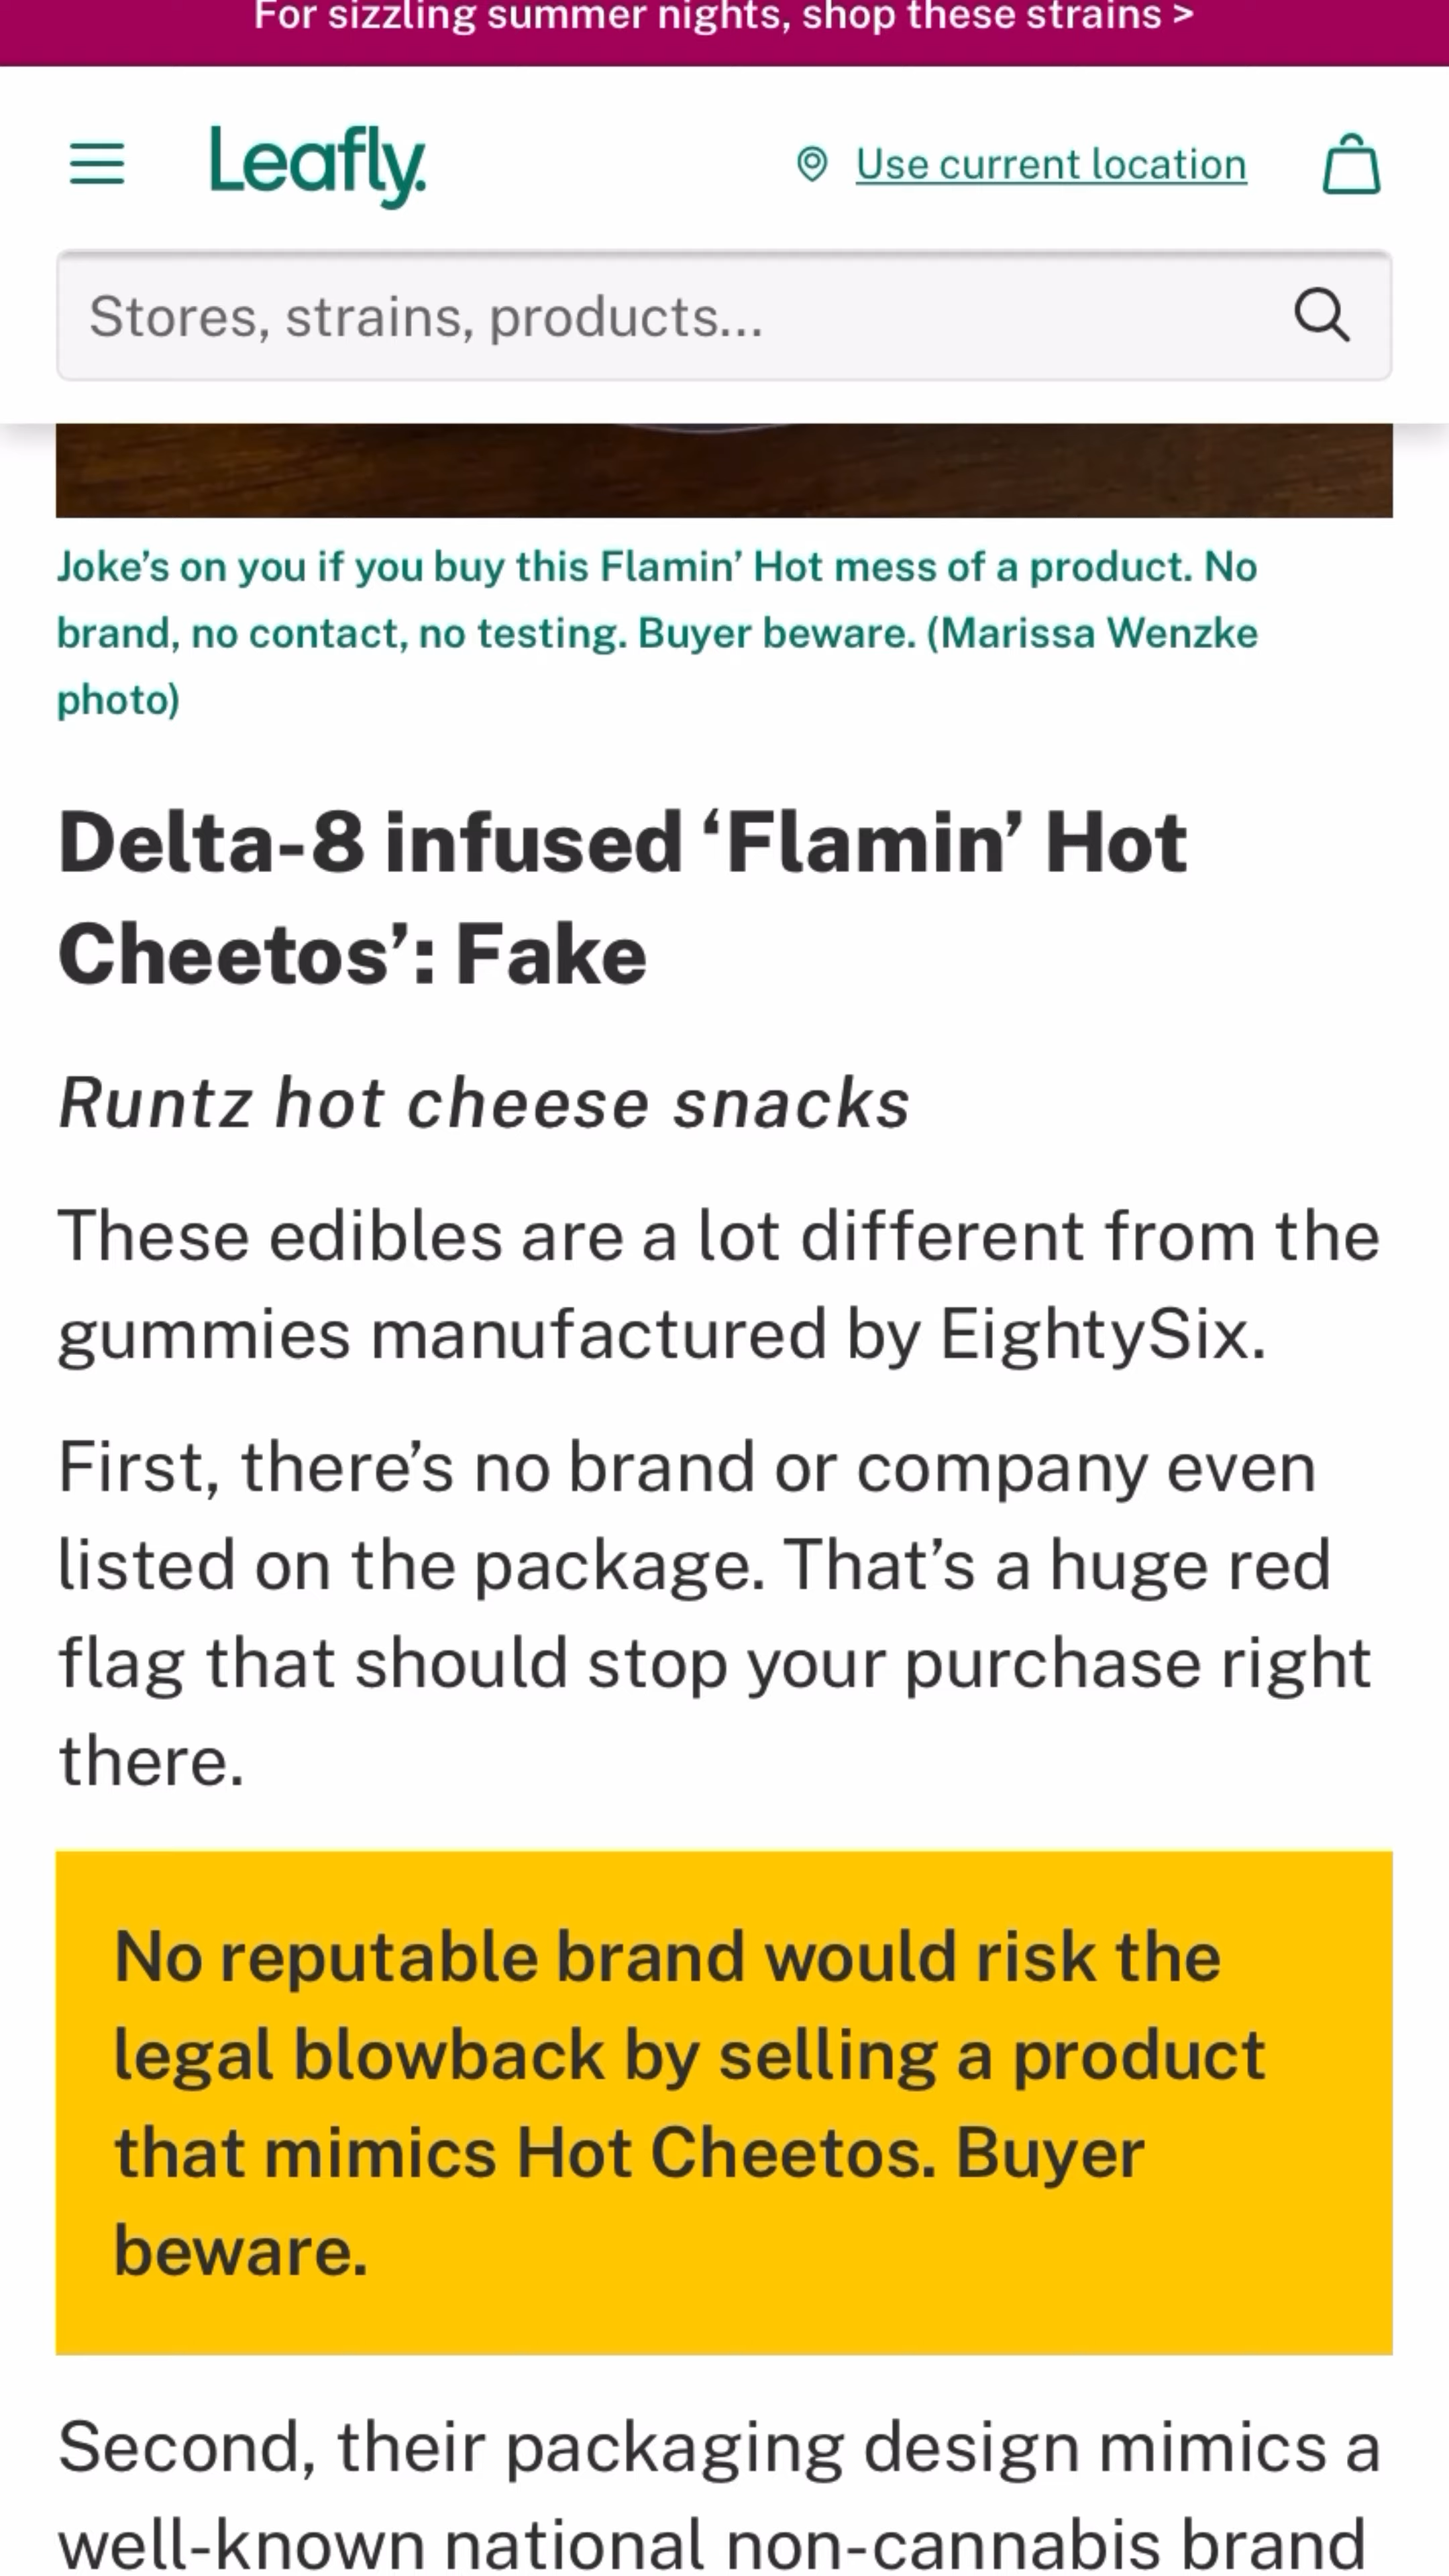 For sizzling summer nights, shop these strains >
Leafly.
Use current location
Stores, strains, products...
Joke’s on you if you buy this Flamin’ Hot mess of a product. No
brand, no contact, no testing. Buyer beware. (Marissa Wenzke
photo)
Delta-8 infused ‘Flamin’ Hot
Cheetos’: Fake
Runtz hot cheese snacks
These edibles are a lot different from the
gummies manufactured by EightySix.
First, there’s no brand or company even
listed on the package. That’s a huge red
flag that should stop your purchase right
there.
No reputable brand would risk the
legal blowback by selling a product
that mimics Hot Cheetos. Buyer
beware.
Second, their packaging design mimics a
well-known national non-cannabis brand